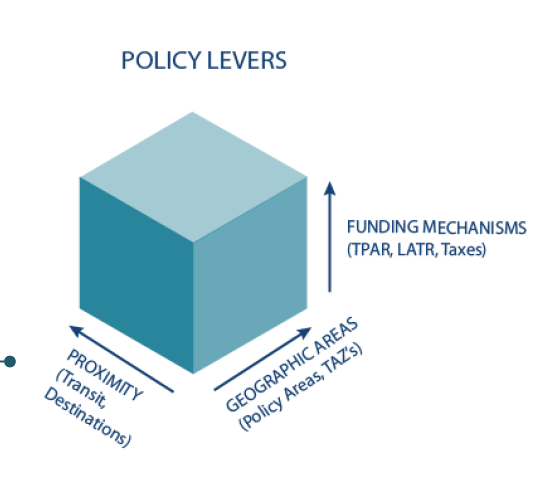 POLICY LEVERS
FUNDING MECHANISMS
(TPAR, LATR, Taxes)
PROXIMITY
(Transit,
Destinations)
GEOGRAPHIC AREAS
(Policy Areas, TAZ's)